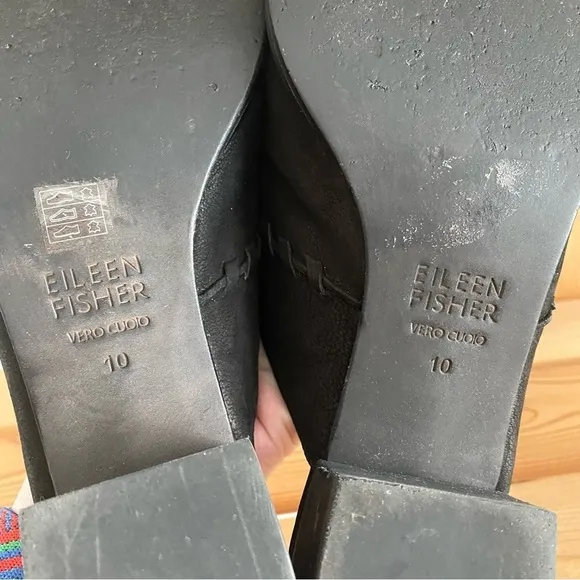 EILEEN
FISHER
VERO CUOIO
10
EILEEN
FISHER
VERO CUOIO
10